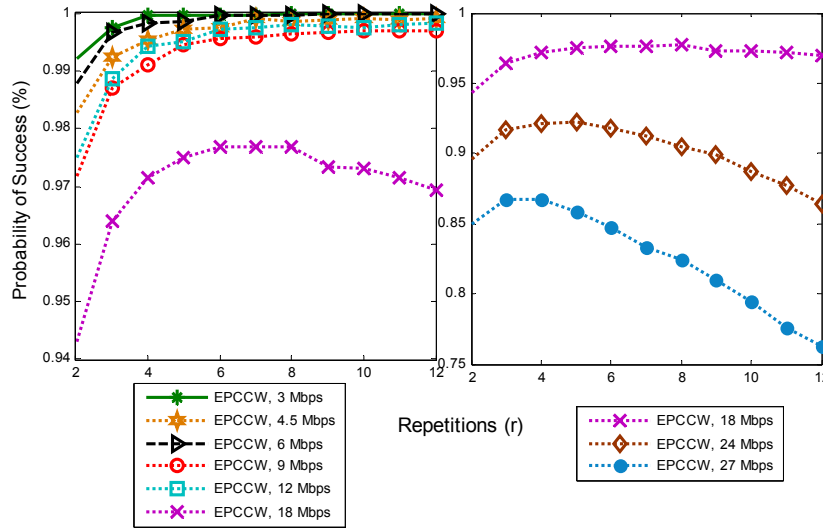 Probability of Success (%)
1
0.99
0.98
0.97
0.96
0.95
0.94
2
4
6
8
10
12
1
0.95
0.9
0.85
0.8
0.75
2
4
6
8
10
12
Repetitions (r)
EPCCW, 3 Mbps
EPCCW, 4.5 Mbps
EPCCW, 6 Mbps
EPCCW, 9 Mbps
EPCCW, 12 Mbps
EPCCW, 18 Mbps
EPCCW, 18 Mbps
EPCCW, 24 Mbps
EPCCW, 27 Mbps